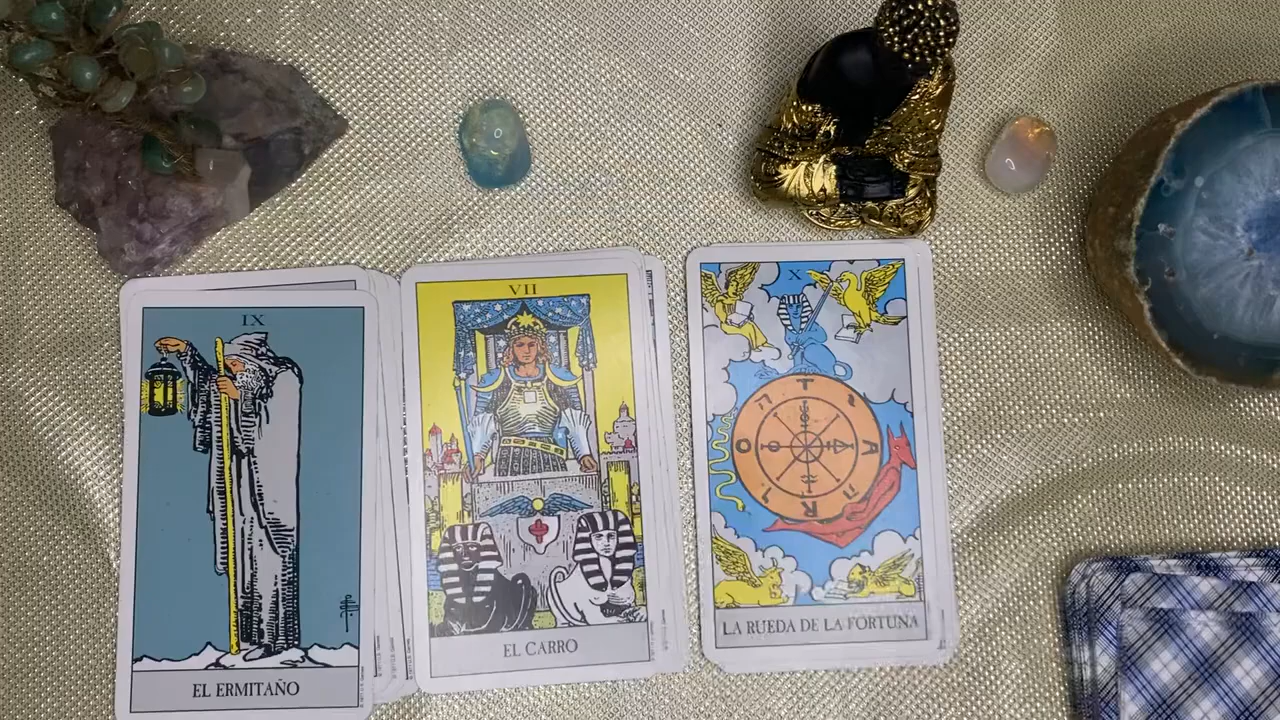 IX
EL ERMITAÑO
VII
EL CARRO
X
T A R O
LA RUEDA DE LA FORTUNA